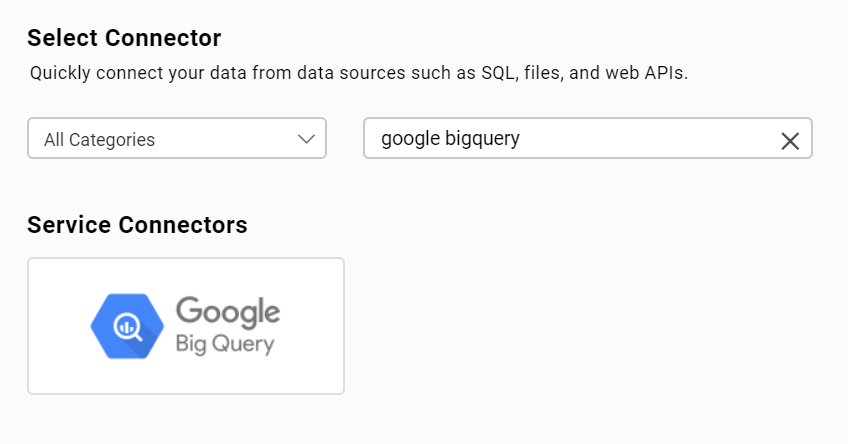 Select Connector
Quickly connect your data from data sources such as SQL, files, and web APIs.
All Categories
google bigquery
Service Connectors
Google
Big Query